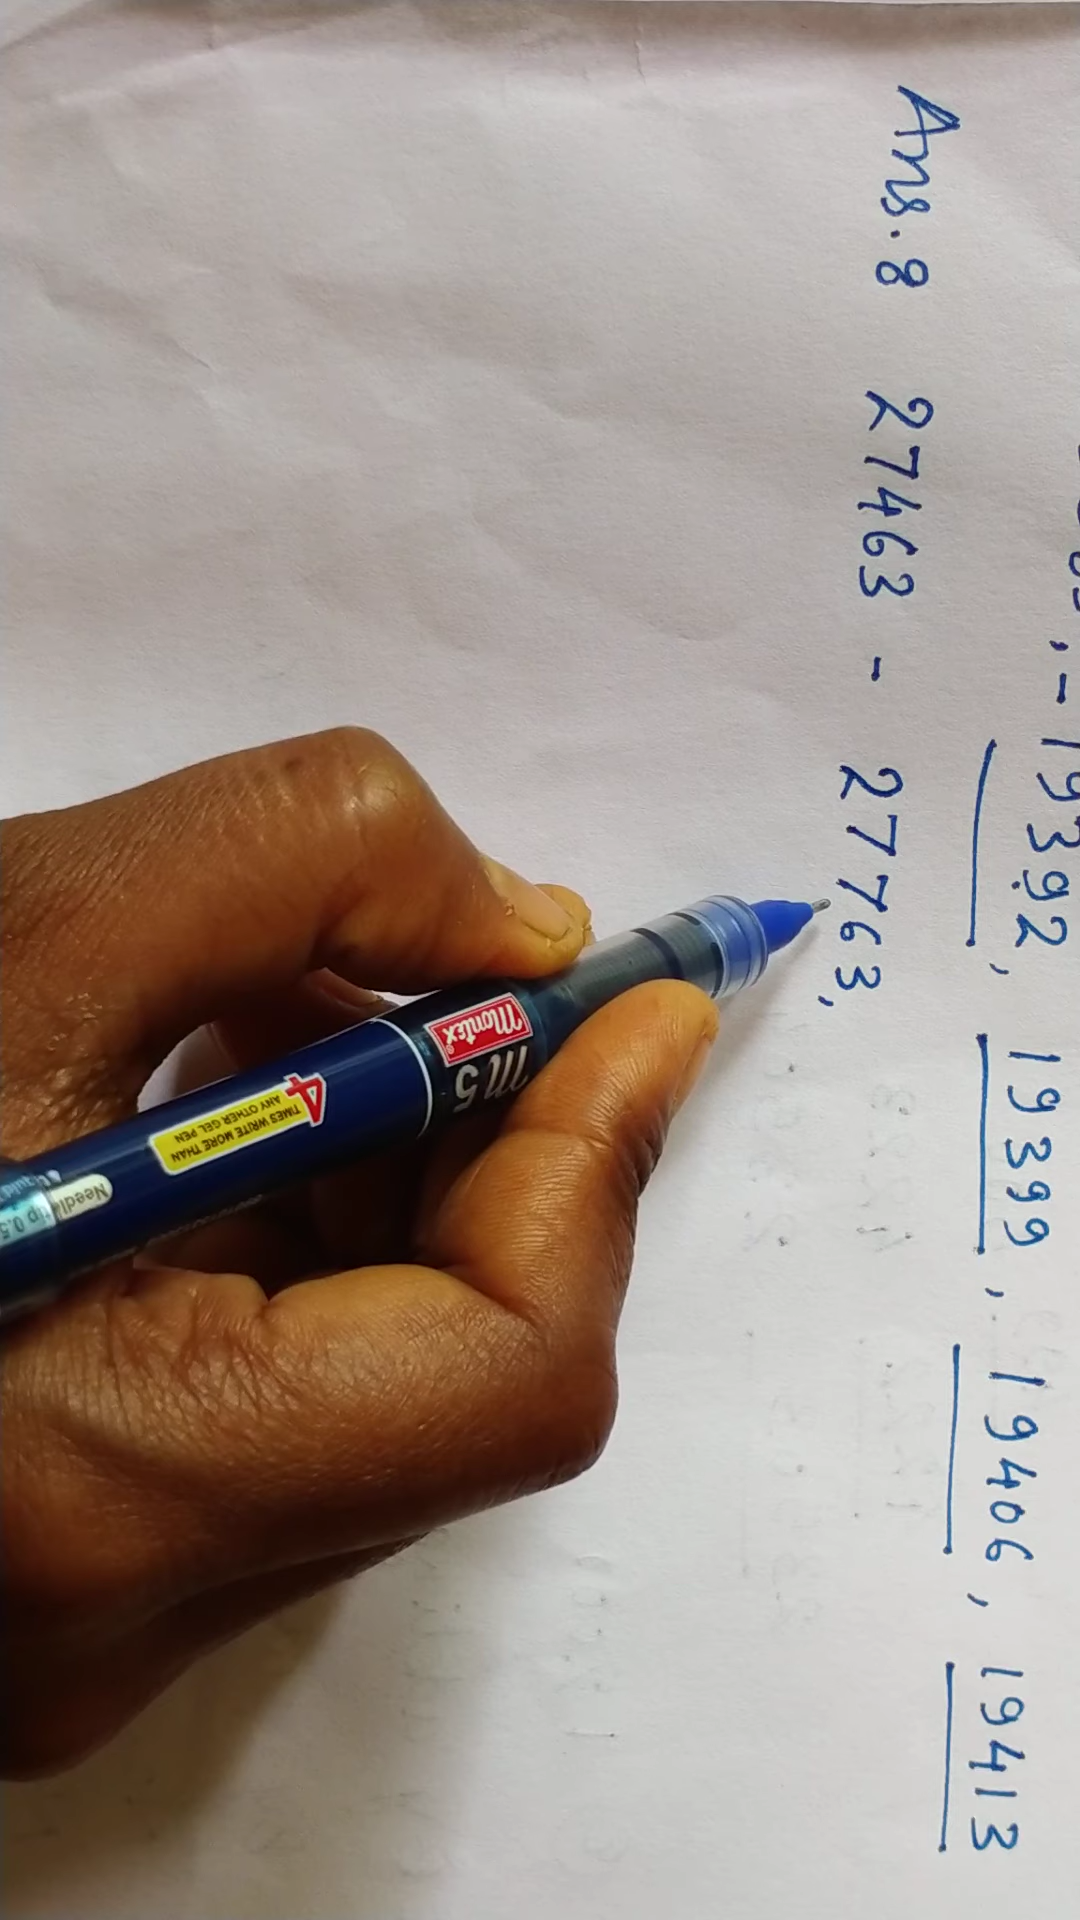 19392, 19399, 19406, 19413
Ans.8 27463 - 27763,
Montex
m5
4
TIMES WRITE MORE THAN
ANY OTHER GEL PEN